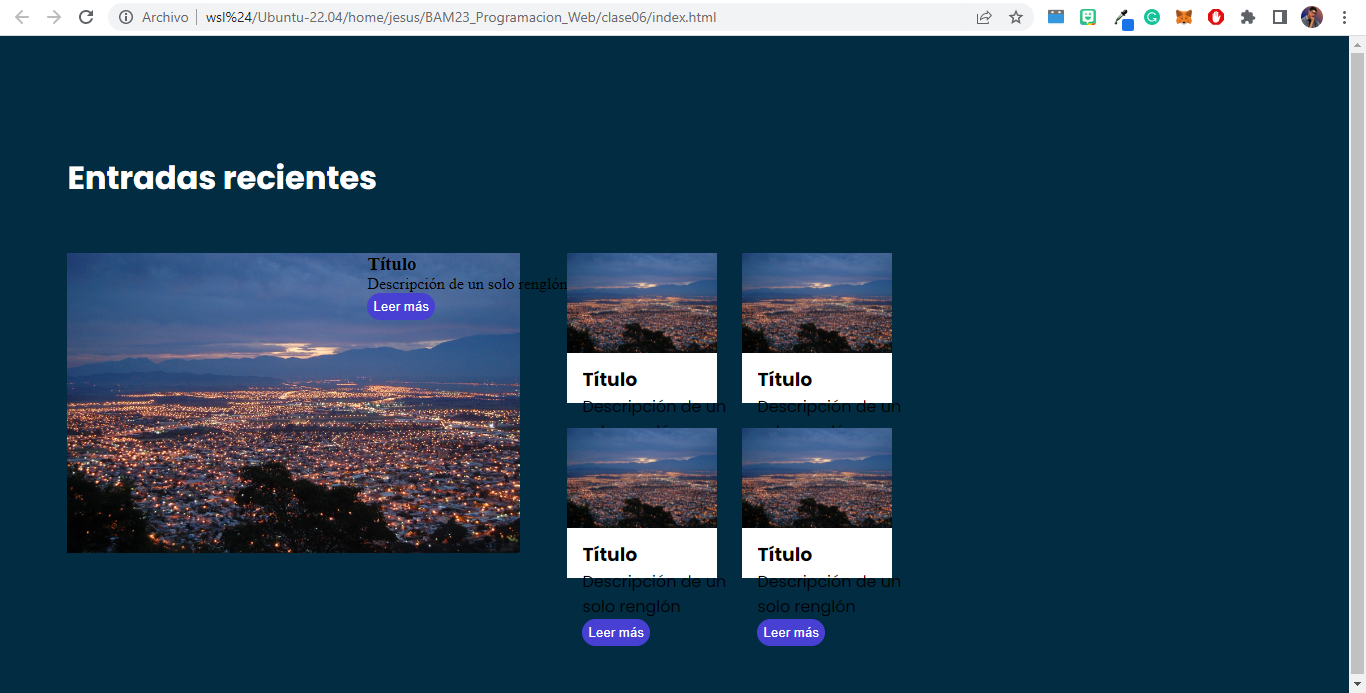 Archivo
wsl%24/Ubuntu-22.04/home/jesus/BAM23_Programacion_Web/clase06/index.html
Entradas recientes
Título
Descripción de un solo renglón
Leer más
Título
Descripción de un
Título
Descripción de un
Título
Descripción de un
solo renglón
Leer más
Título
Descripción de un
solo renglón
Leer más